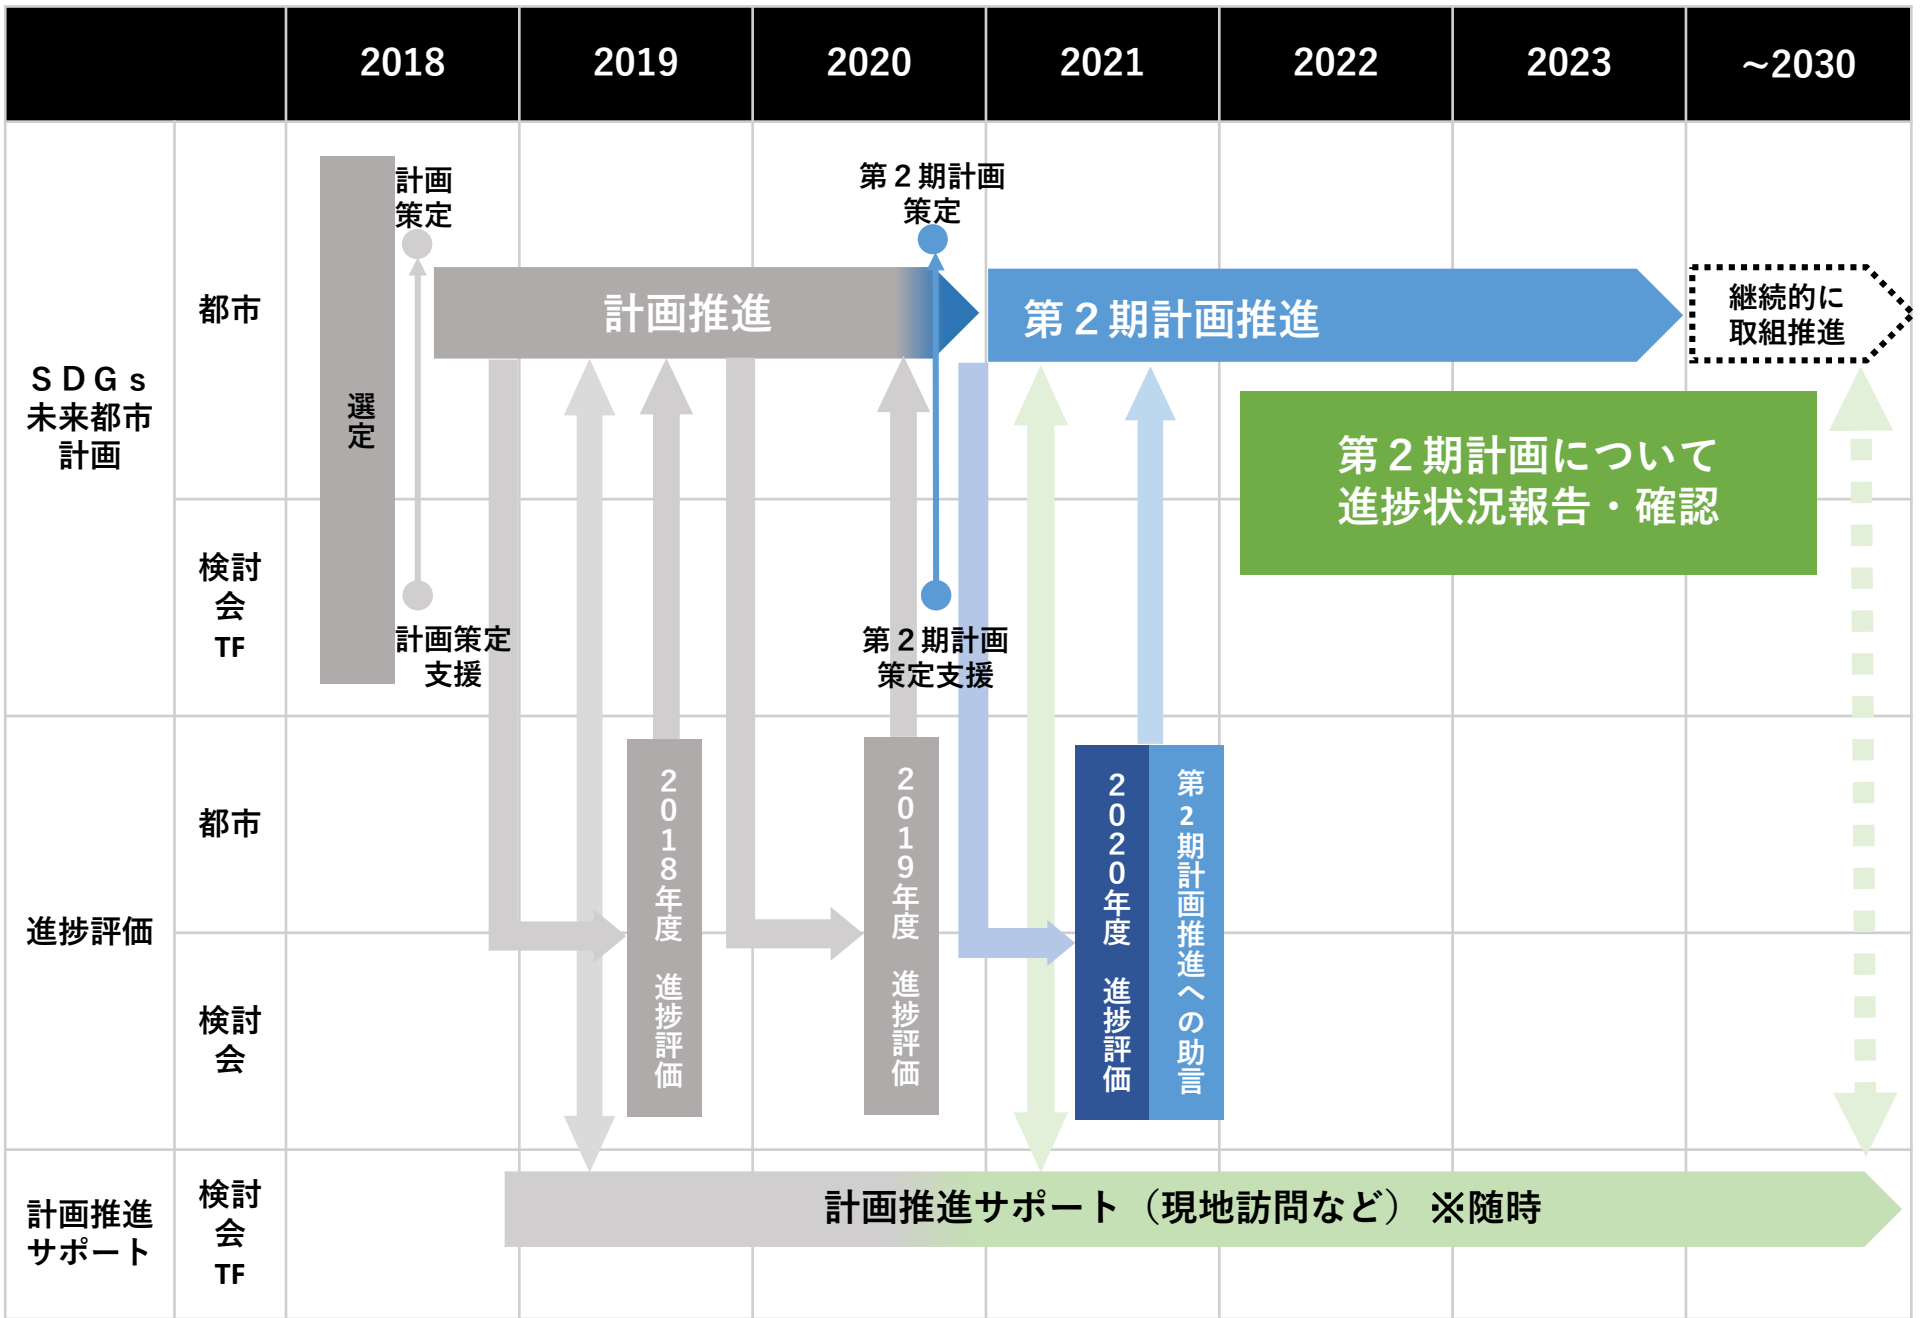 2018
2019
2020
2021
2022
2023
～2030
ＳＤＧｓ
未来都市
計画
都市
検討
会
TF
選定
計画
策定
計画策定
支援
計画推進
第２期計画
策定
第２期計画
策定支援
第２期計画推進
継続的に
取組推進
第２期計画について
進捗状況報告・確認
進捗評価
都市
検討
会
2018年度　進捗評価
2019年度　進捗評価
2020年度　進捗評価
第2期計画推進への助言
計画推進
サポート
検討
会
TF
計画推進サポート（現地訪問など）※随時